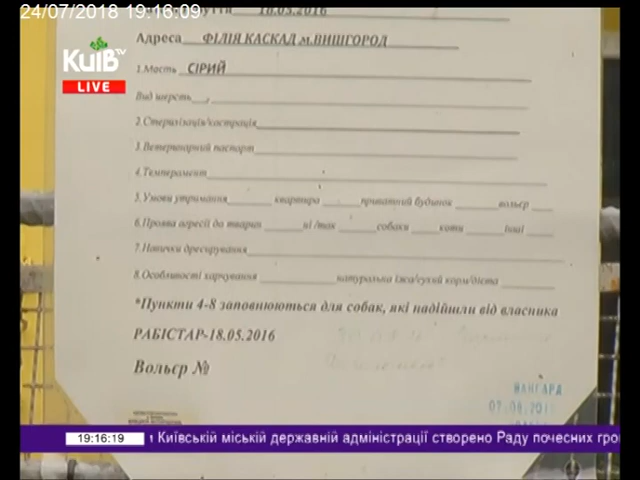 24/07/2018 19:16:09
18.05.2016
Адреса ФІЛІЯ КАСКАД м.ВИШГОРОД
КиїВ TV
LIVE
1.Масть СІРИЙ
Вид шерсть
2.Стерилізація/кастрація
3.Ветеринарний паспорт
4.Темперамент
5.Умови утримання квартира приватний будинок вольєр
6.Проява агресії до тварин ні /так собаки коти інші
7.Навички дресирування
8.Особливості харчування натуральна їжа/сухий корм/дієта
*Пункти 4-8 заповнюються для собак, які надійшли від власника
РАБІСТАР-18.05.2016
Вольєр №
ВАНГАРД
19:16:19 Київській міській державній адміністрації створено Раду почесних гро